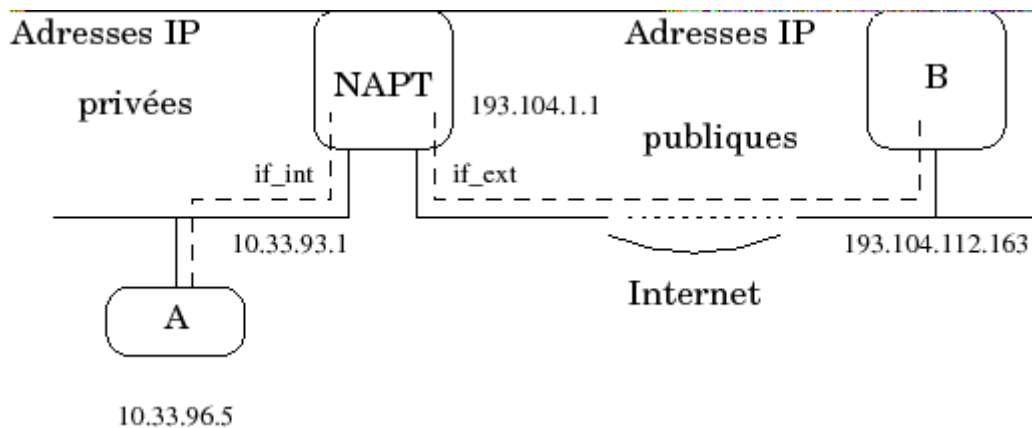 Adresses IP
privées
NAPT
193.104.1.1
Adresses IP
publiques
B
if_int
if_ext
10.33.93.1
193.104.112.163
Internet
A
10.33.96.5